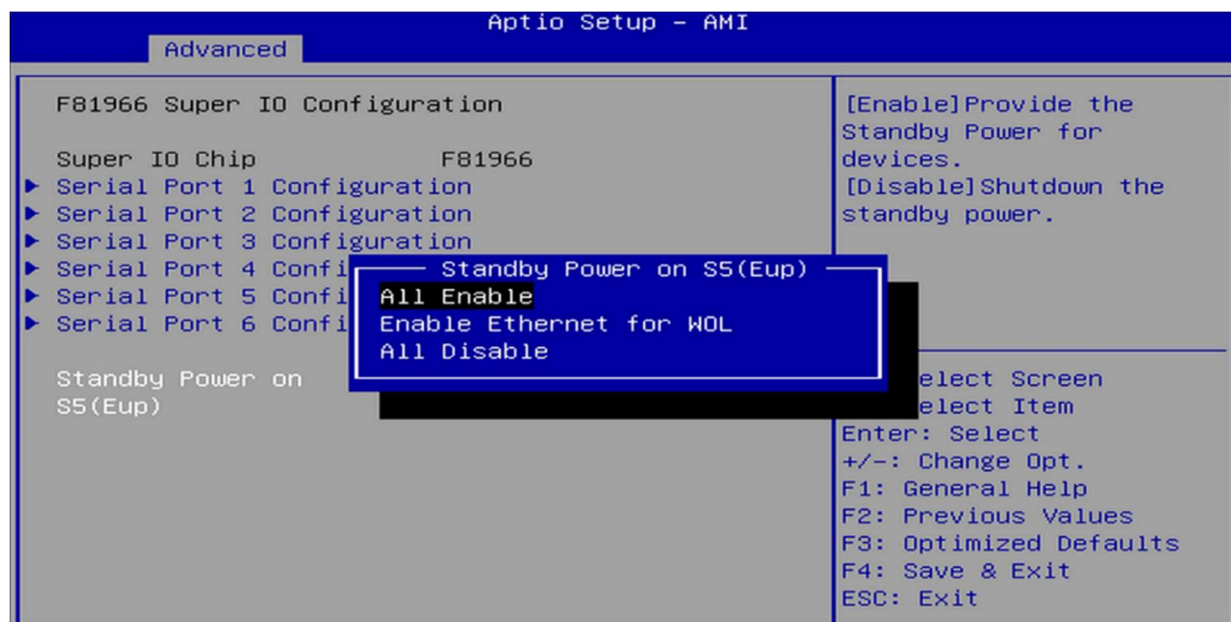 Aptio Setup – AMI
Advanced
F81966 Super IO Configuration
Super IO Chip F81966
Serial Port 1 Configuration
Serial Port 2 Configuration
Serial Port 3 Configuration
Serial Port 4 Confi
Serial Port 5 Confi
Serial Port 6 Confi
Standby Power on
S5(Eup)
Standby Power on S5(Eup)
All Enable
Enable Ethernet for WOL
All Disable
[Enable]Provide the
Standby Power for
devices.
[Disable]Shutdown the
standby power.
elect Screen
elect Item
Enter: Select
+/-: Change Opt.
F1: General Help
F2: Previous Values
F3: Optimized Defaults
F4: Save & Exit
ESC: Exit